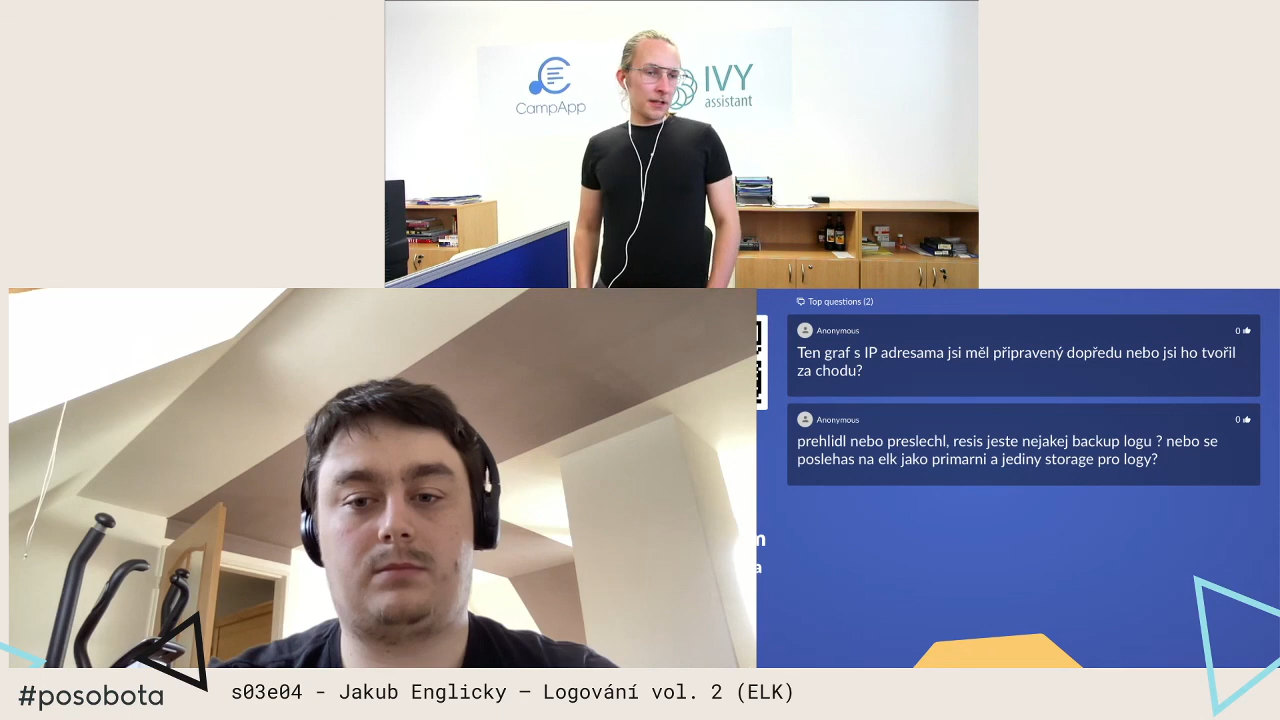 CampApp
IVY
assistant
Top questions (2)
Anonymous
0
Ten graf s IP adresama jsi měl připravený dopředu nebo jsi ho tvořil
za chodu?
Anonymous
0
prehlidl nebo preslechl, resis jeste nejakej backup logu ? nebo se
poslehas na elk jako primarni a jediny storage pro logy?
#posobota
s03e04 - Jakub Englicky – Logování vol. 2 (ELK)